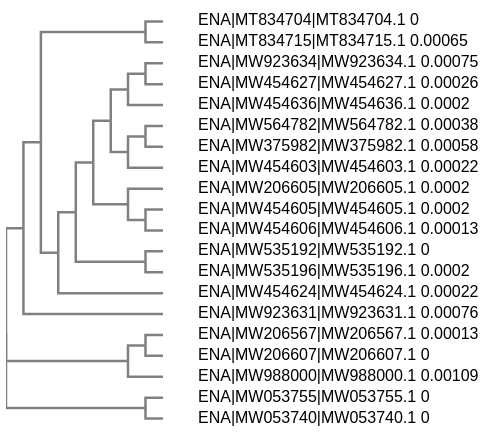 ENA|MT834704|MT834704.1 0
ENA|MT834715|MT834715.1 0.00065
ENA|MW923634|MW923634.1 0.00075
ENA|MW454627|MW454627.1 0.00026
ENA|MW454636|MW454636.1 0.0002
ENA|MW564782|MW564782.1 0.00038
ENA|MW375982|MW375982.1 0.00058
ENA|MW454603|MW454603.1 0.00022
ENA|MW206605|MW206605.1 0.0002
ENA|MW454605|MW454605.1 0.0002
ENA|MW454606|MW454606.1 0.00013
ENA|MW535192|MW535192.1 0
ENA|MW535196|MW535196.1 0.0002
ENA|MW454624|MW454624.1 0.00022
ENA|MW923631|MW923631.1 0.00076
ENA|MW206567|MW206567.1 0.00013
ENA|MW206607|MW206607.1 0
ENA|MW988000|MW988000.1 0.00109
ENA|MW053755|MW053755.1 0
ENA|MW053740|MW053740.1 0